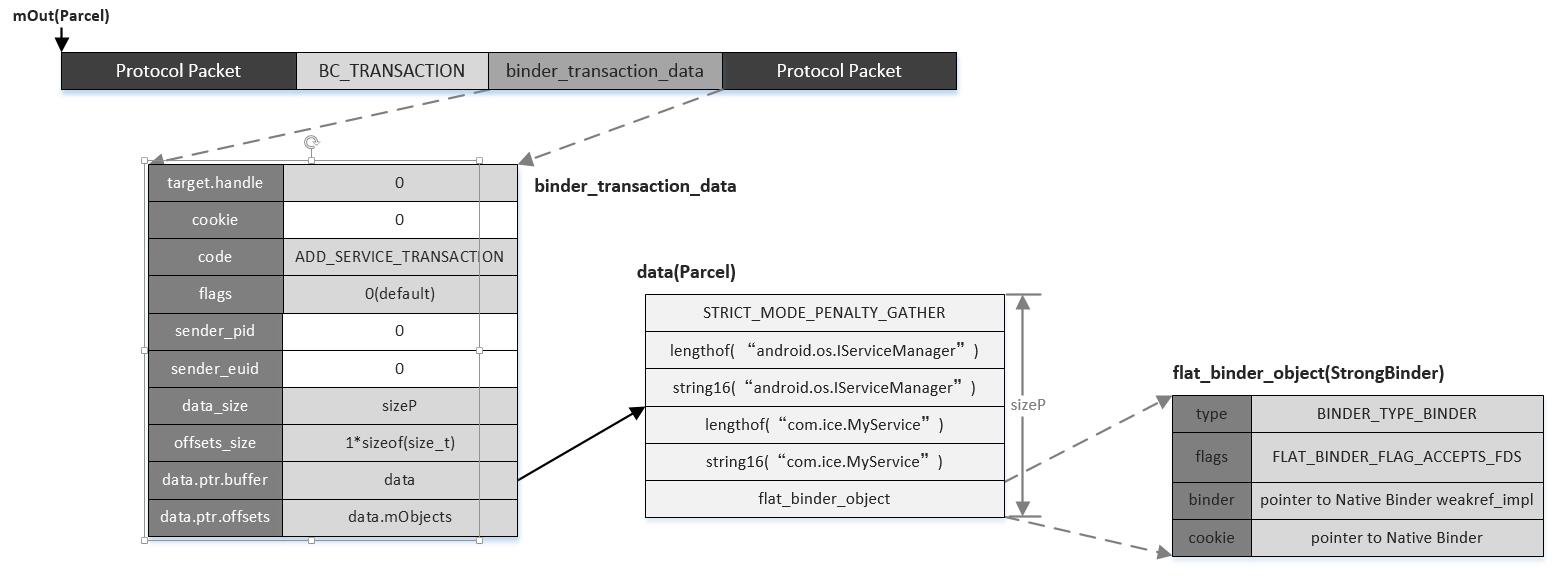 mOut(Parcel)
Protocol Packet BC_TRANSACTION binder_transaction_data Protocol Packet
binder_transaction_data
target.handle 0
cookie 0
code ADD_SERVICE_TRANSACTION
flags 0(default)
sender_pid 0
sender_euid 0
data_size sizeP
offsets_size 1*sizeof(size_t)
data.ptr.buffer data
data.ptr.offsets data.mObjects
data(Parcel)
STRICT_MODE_PENALTY_GATHER
lengthof( “android.os.IServiceManager” )
string16( “android.os.IServiceManager” )
lengthof( “com.ice.MyService” )
string16( “com.ice.MyService” )
flat_binder_object
sizeP
flat_binder_object(StrongBinder)
type BINDER_TYPE_BINDER
flags FLAT_BINDER_FLAG_ACCEPTS_FDS
binder pointer to Native Binder weakref_impl
cookie pointer to Native Binder